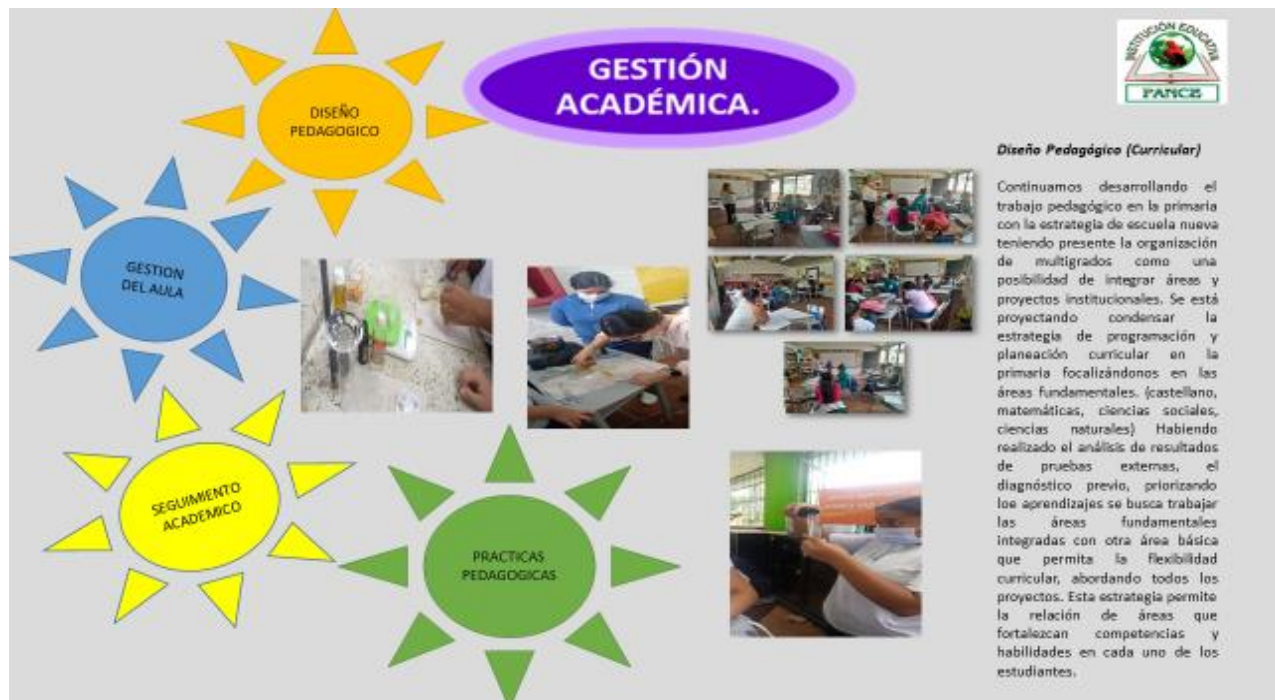 GESTIÓN
ACADÉMICA.
DISEÑO
PEDAGOGICO
GESTION
DEL AULA
SEGUIMIENTO
ACADEMICO
PRACTICAS
PEDAGOGICAS
INSTITUCIÓN EDUCATIVA
PANCE
Diseño Pedagógico (Curricular)
Continuamos desarrollando el
trabajo pedagógico en la primaria
con la estrategia de escuela nueva
teniendo presente la organización
de multigrados como una
posibilidad de integrar áreas y
proyectos institucionales. Se está
proyectando condensar la
estrategia de programación y
planeación curricular en la
primaria focalizándonos en las
áreas fundamentales. (castellano,
matemáticas, ciencias sociales,
ciencias naturales) Habiendo
realizado el análisis de resultados
de pruebas externas, el
diagnóstico previo, priorizando
loe aprendizajes se busca trabajar
las áreas fundamentales
integradas con otra área básica
que permita la flexibilidad
curricular, abordando todos los
proyectos. Esta estrategia permite
la relación de áreas que
fortalezcan competencias y
habilidades en cada uno de los
estudiantes.